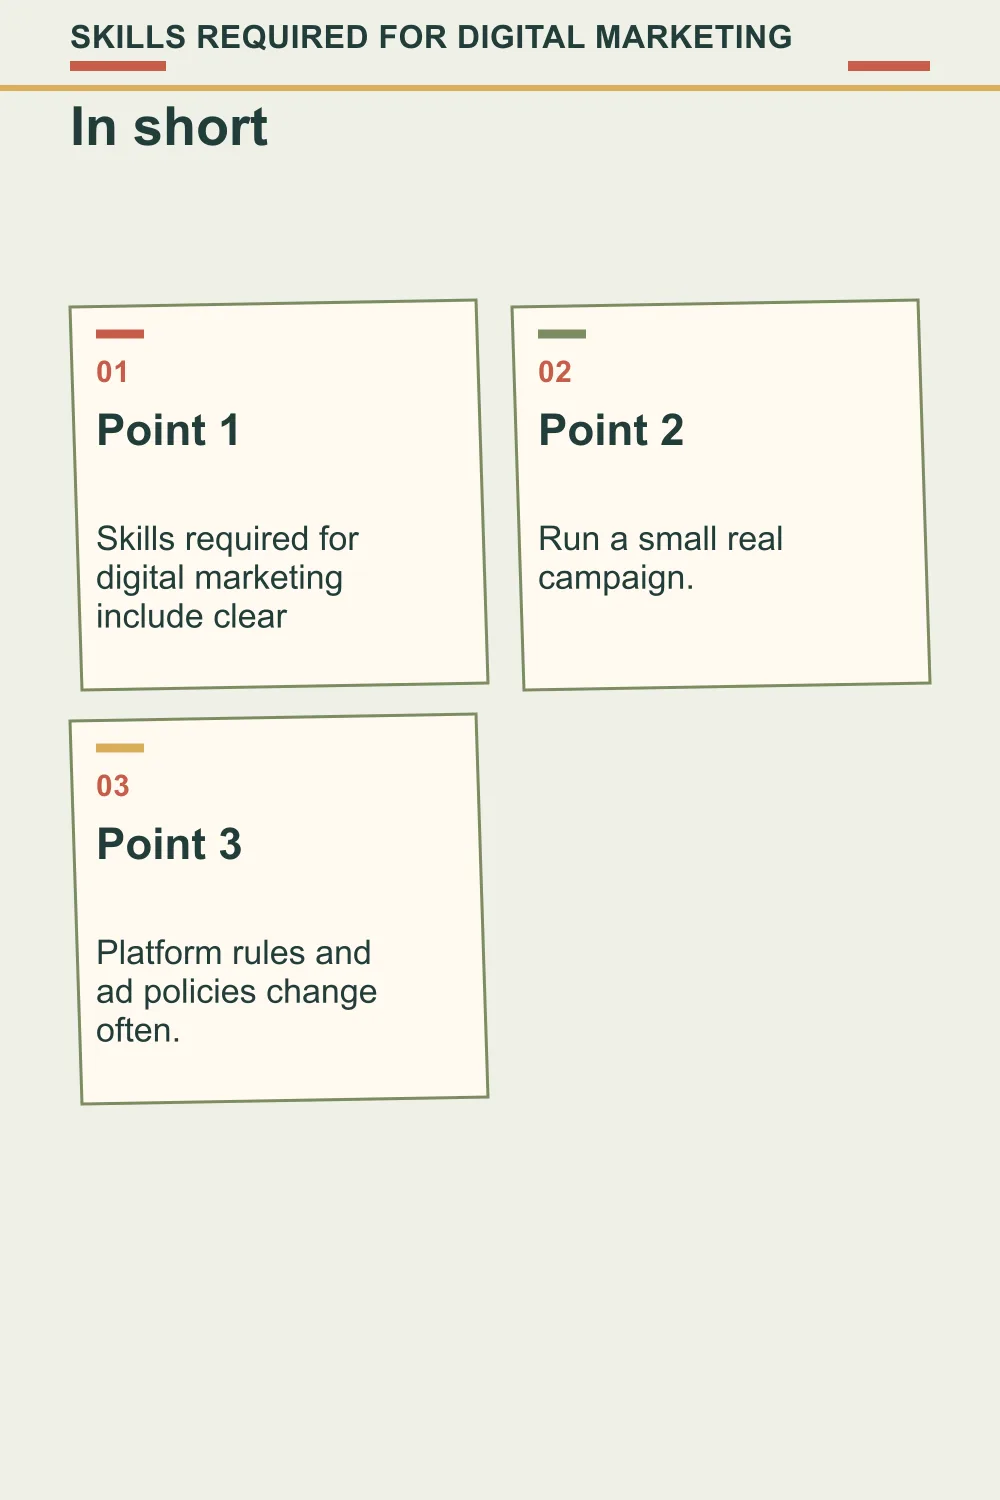 SKILLS REQUIRED FOR DIGITAL MARKETING
In short
01
Point 1
Skills required for
digital marketing
include clear
02
Point 2
Run a small real
campaign.
03
Point 3
Platform rules and
ad policies change
often.